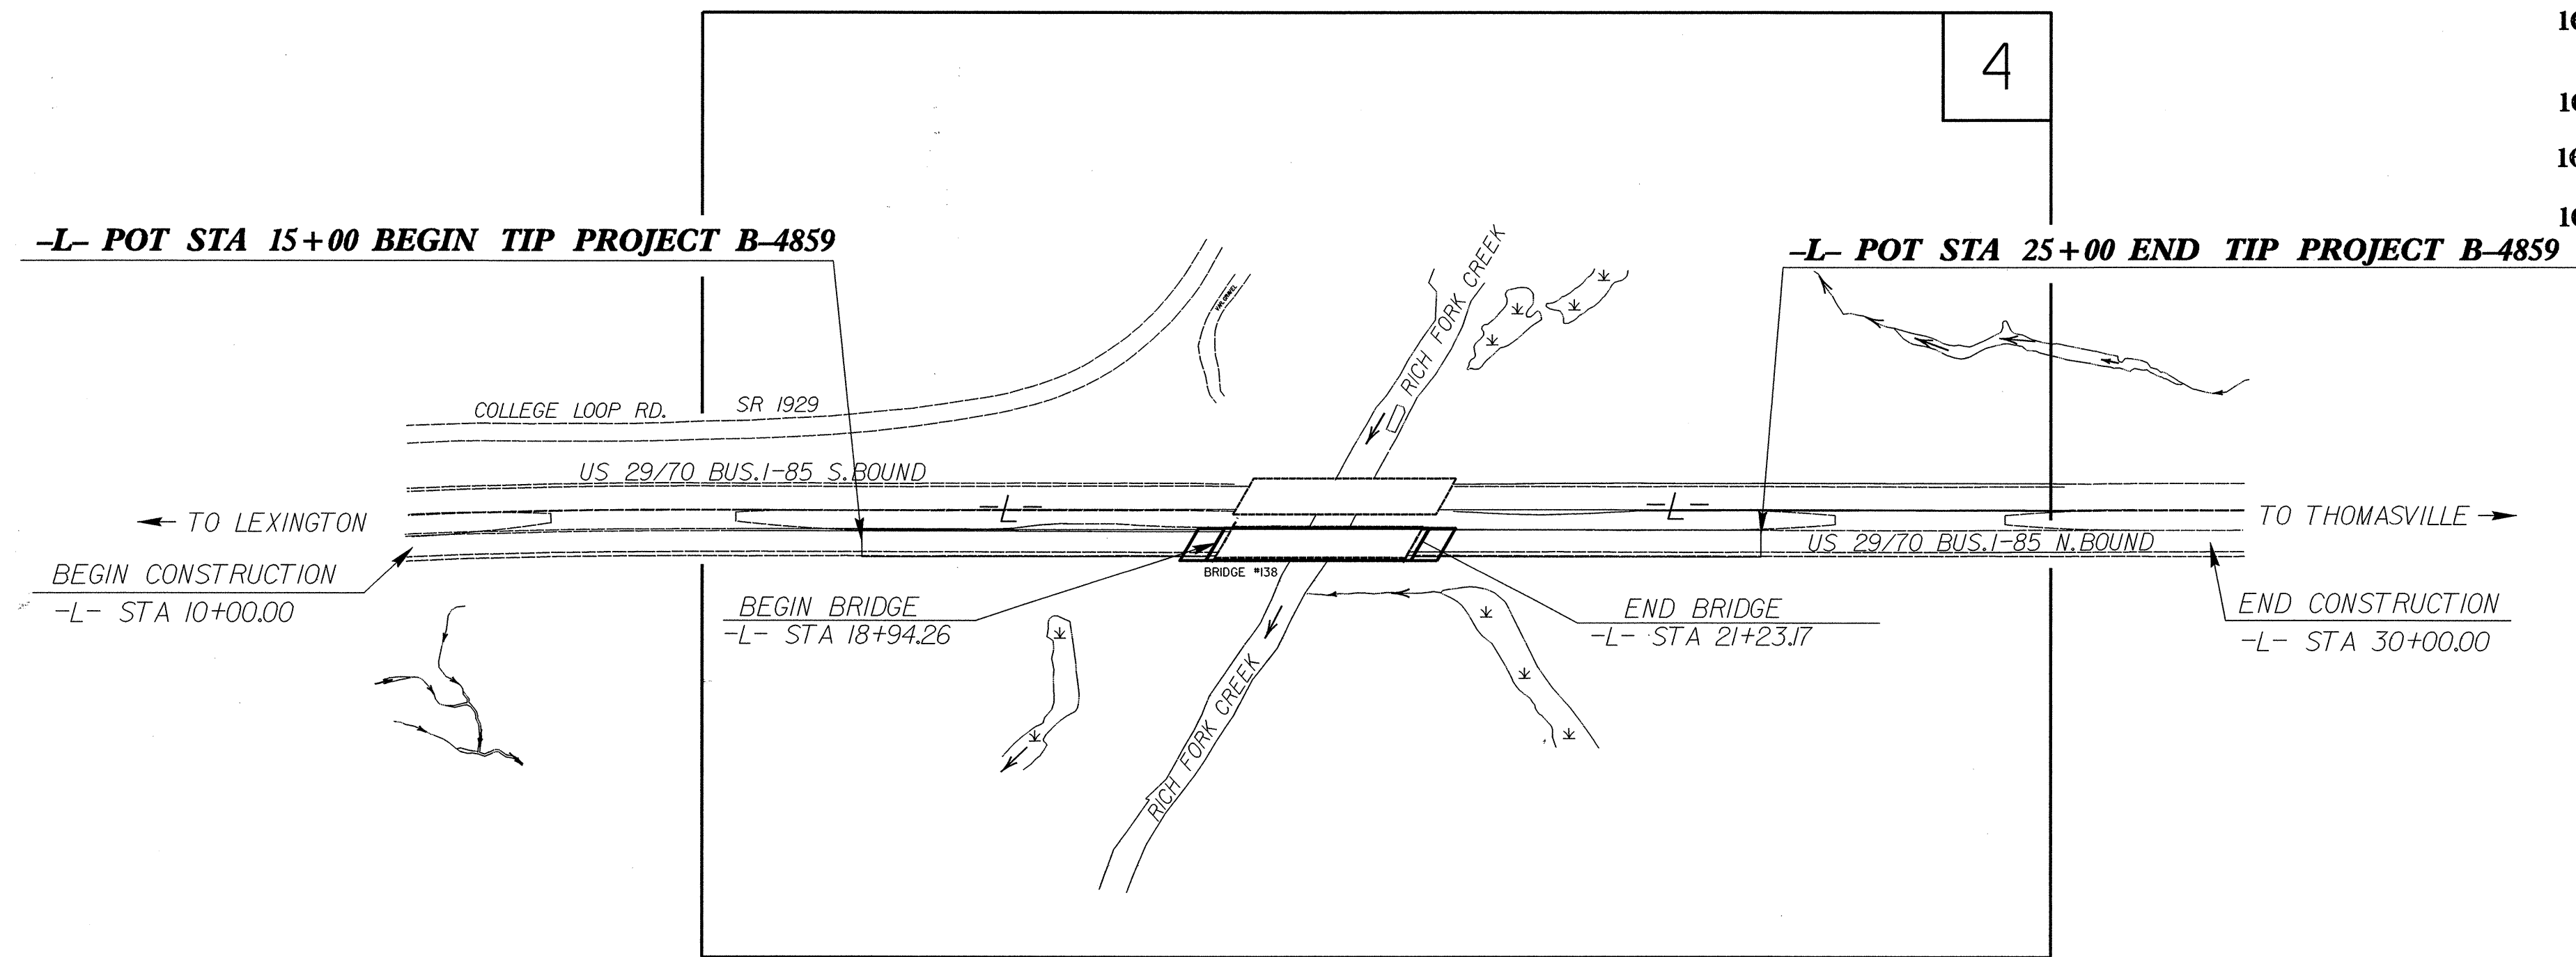 4
-L- POT STA 15+00 BEGIN TIP PROJECT B-4859
-L- POT STA 25+00 END TIP PROJECT B-4859
RICH FORK CREEK
COLLEGE LOOP RD. SR 1929
US 29/70 BUS.I-85 S.BOUND
-L-
-L-
← TO LEXINGTON
TO THOMASVILLE →
US 29/70 BUS.I-85 N.BOUND
BRIDGE #138
BEGIN CONSTRUCTION
-L- STA 10+00.00
BEGIN BRIDGE
-L- STA 18+94.26
END BRIDGE
-L- STA 21+23.17
END CONSTRUCTION
-L- STA 30+00.00
RICH FORK CREEK